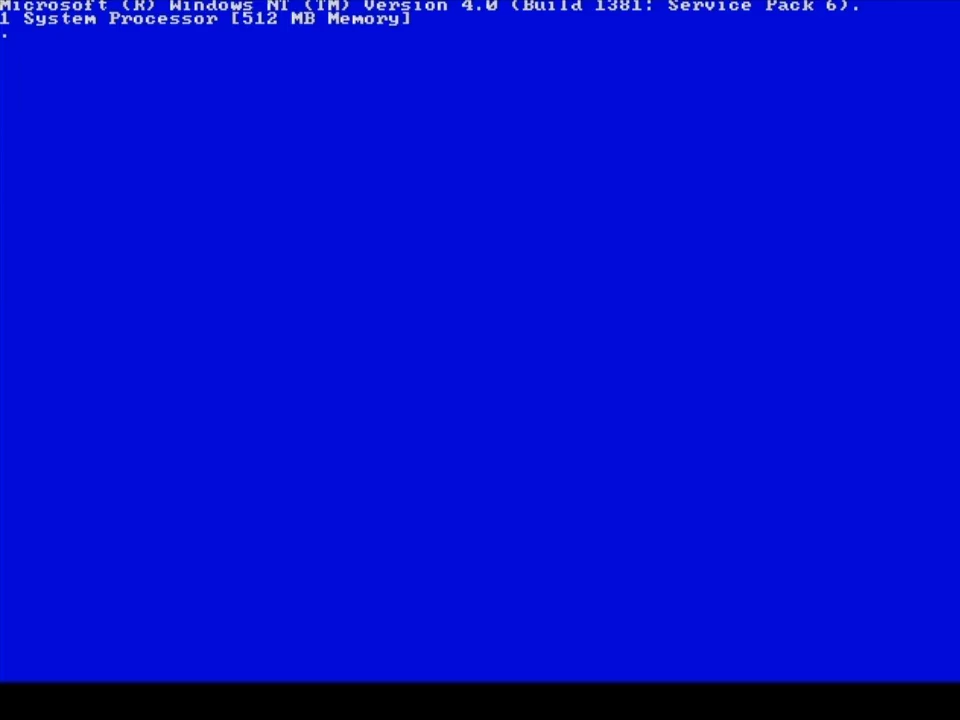 Microsoft (R) Windows NT (TM) Version 4.0 (Build 1381: Service Pack 6).
1 System Processor [512 MB Memory]
.